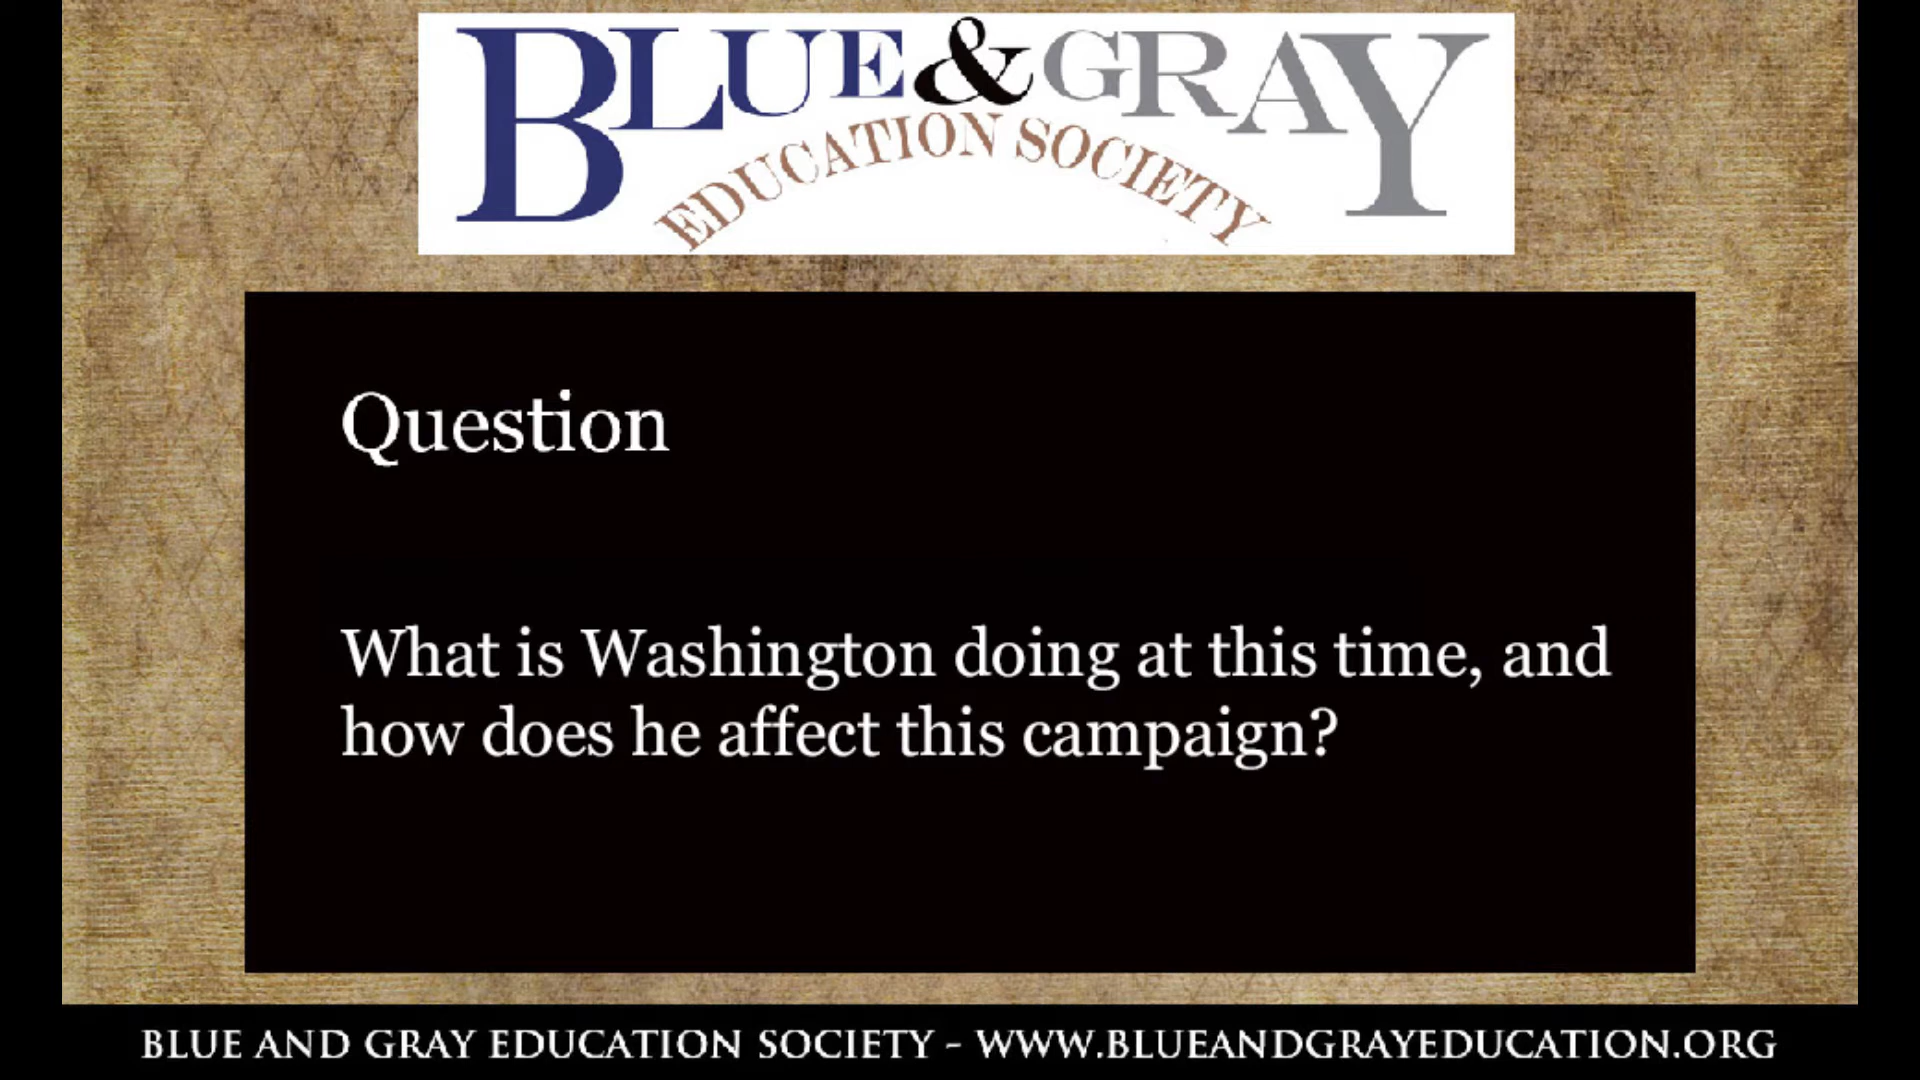 BLUE & GRAY
EDUCATION SOCIETY
Question
What is Washington doing at this time, and
how does he affect this campaign?
BLUE AND GRAY EDUCATION SOCIETY - WWW.BLUEANDGRAYEDUCATION.ORG